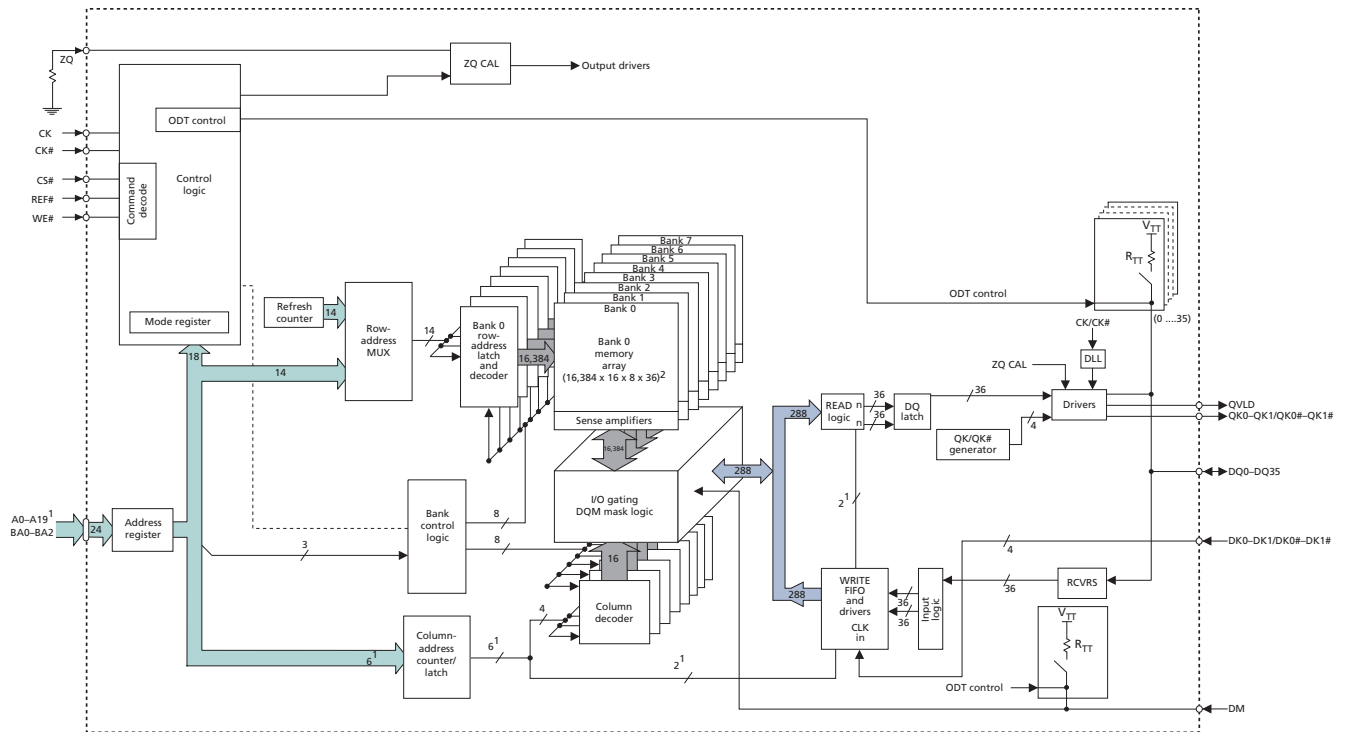 ZQ
ZQ CAL
Output drivers
ODT control
CK
CK#
Control
logic
CS#
REF#
WE#
Command
decode
VTT
RTT
Bank 7
Bank 6
Bank 5
Bank 4
Bank 3
Bank 2
Bank 1
Bank 0
ODT control
(0 ....35)
Refresh
counter
14
Mode register
Row-
address
MUX
14
Bank 0
row-
address
latch
and
decoder
16,384
Bank 0
memory
array
(16,384 x 16 x 8 x 36)2
CK/CK#
DLL
18
14
ZQ CAL
Drivers
READ
logic
n
n
36
36
DQ
latch
36
QVLD
QK0–QK1/QK0#–QK1#
288
4
QK/QK#
generator
Sense amplifiers
16,384
288
DQ0–DQ35
I/O gating
DQM mask logic
21
A0–A191
BA0–BA2
24
Address
register
3
Bank
control
logic
8
8
16
4
DK0–DK1/DK0#–DK1#
288
WRITE
FIFO
and
drivers
CLK
in
36
36
Input
logic
36
RCVRS
Column
decoder
4
61
Column-
address
counter/
latch
61
21
VTT
RTT
ODT control
DM